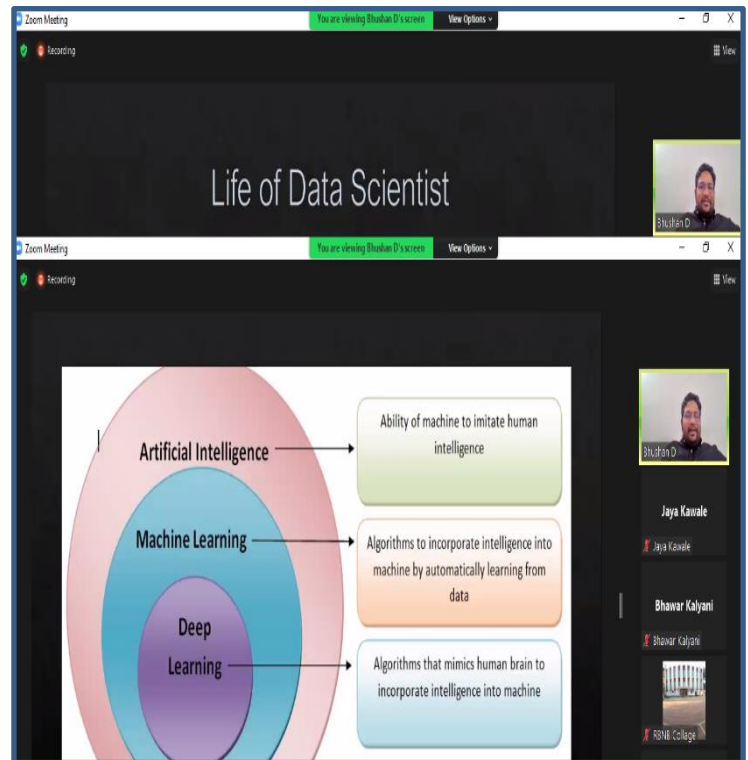 Zoom Meeting
You are viewing Bhushan D's screen
View Options
Recording
View
Life of Data Scientist
Bhushan D
Zoom Meeting
You are viewing Bhushan D's screen
View Options
Recording
View
Artificial Intelligence
Ability of machine to imitate human
intelligence
Machine Learning
Algorithms to incorporate intelligence into
machine by automatically learning from
data
Deep
Learning
Algorithms that mimics human brain to
incorporate intelligence into machine
Bhushan D
Jaya Kawale
Jaya Kawale
Bhawar Kalyani
Bhawar Kalyani
RBNB Collage